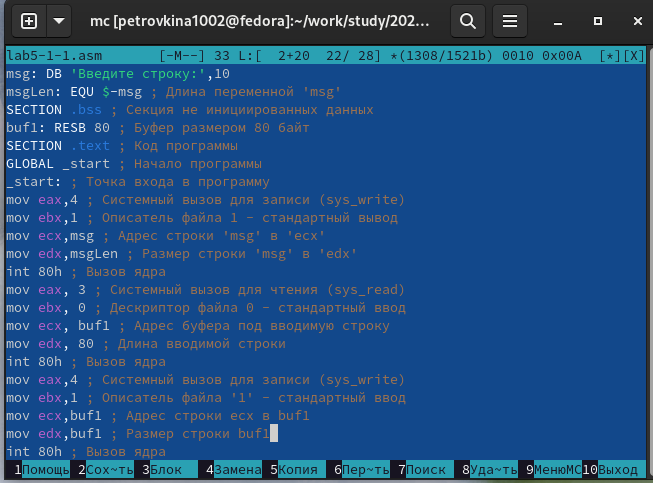 mc [petrovkina1002@fedora]:~/work/study/202...
lab5-1-1.asm [-M--] 33 L:[ 2+20 22/ 28] *(1308/1521b) 0010 0x00A [*][X]
msg: DB 'Введите строку:',10
msgLen: EQU $-msg ; Длина переменной 'msg'
SECTION .bss ; Секция не инициированных данных
buf1: RESB 80 ; Буфер размером 80 байт
SECTION .text ; Код программы
GLOBAL _start ; Начало программы
_start: ; Точка входа в программу
mov eax,4 ; Системный вызов для записи (sys_write)
mov ebx,1 ; Описатель файла 1 - стандартный вывод
mov ecx,msg ; Адрес строки 'msg' в 'ecx'
mov edx,msgLen ; Размер строки 'msg' в 'edx'
int 80h ; Вызов ядра
mov eax, 3 ; Системный вызов для чтения (sys_read)
mov ebx, 0 ; Дескриптор файла 0 - стандартный ввод
mov ecx, buf1 ; Адрес буфера под вводимую строку
mov edx, 80 ; Длина вводимой строки
int 80h ; Вызов ядра
mov eax,4 ; Системный вызов для записи (sys_write)
mov ebx,1 ; Описатель файла '1' - стандартный ввод
mov ecx,buf1 ; Адрес строки ecx в buf1
mov edx,buf1 ; Размер строки buf1
int 80h ; Вызов ядра
1Помощь 2Сох~ть 3Блок 4Замена 5Копия 6Пер~ть 7Поиск 8Уда~ть 9МенюMC 10Выход